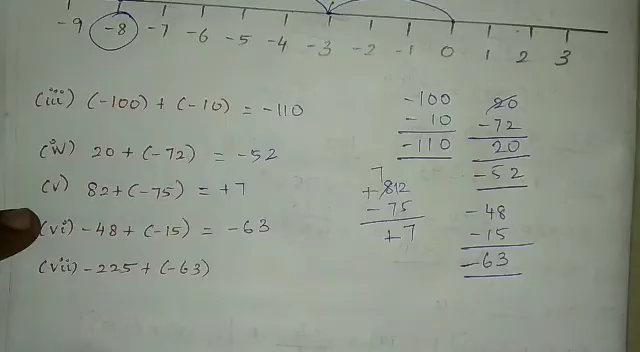 -9 -8 -7 -6 -5 -4 -3 -2 -1 0 1 2 3
(iii) (-100) + (-10) = -110
(iv) 20 + (-72) = -52
(v) 82 + (-75) = +7
(vi) -48 + (-15) = -63
(vii) -225 + (-63)
-100
- 10
-110
7
+812
- 75
+7
20
-72
20
-52
-48
-15
-63